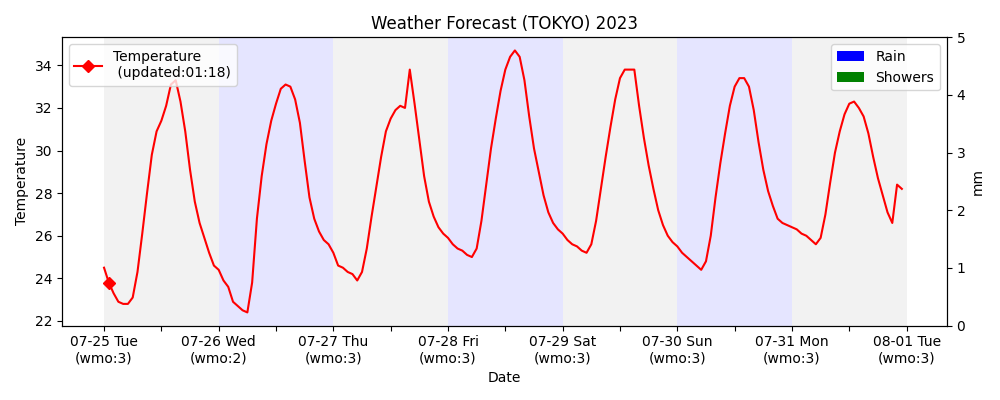 Weather Forecast (TOKYO) 2023
Temperature
(updated:01:18)
Rain
Showers
34
32
30
28
26
24
22
Temperature
5
4
3
2
1
0
mm
07-25 Tue 07-26 Wed 07-27 Thu 07-28 Fri 07-29 Sat 07-30 Sun 07-31 Mon 08-01 Tue
(wmo:3) (wmo:2) (wmo:3) (wmo:3) (wmo:3) (wmo:3) (wmo:3) (wmo:3)
Date